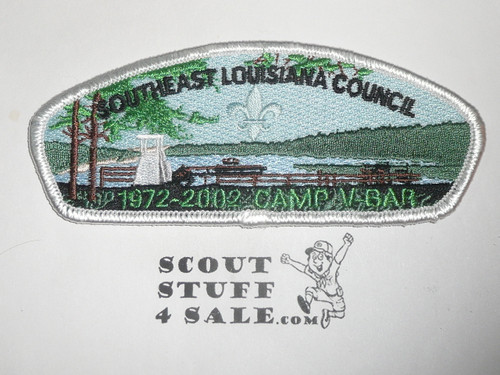 SOUTHEAST LOUISIANA COUNCIL
1972-2002 CAMP V-BAR
SCOUT
STUFF
4 SALE.com